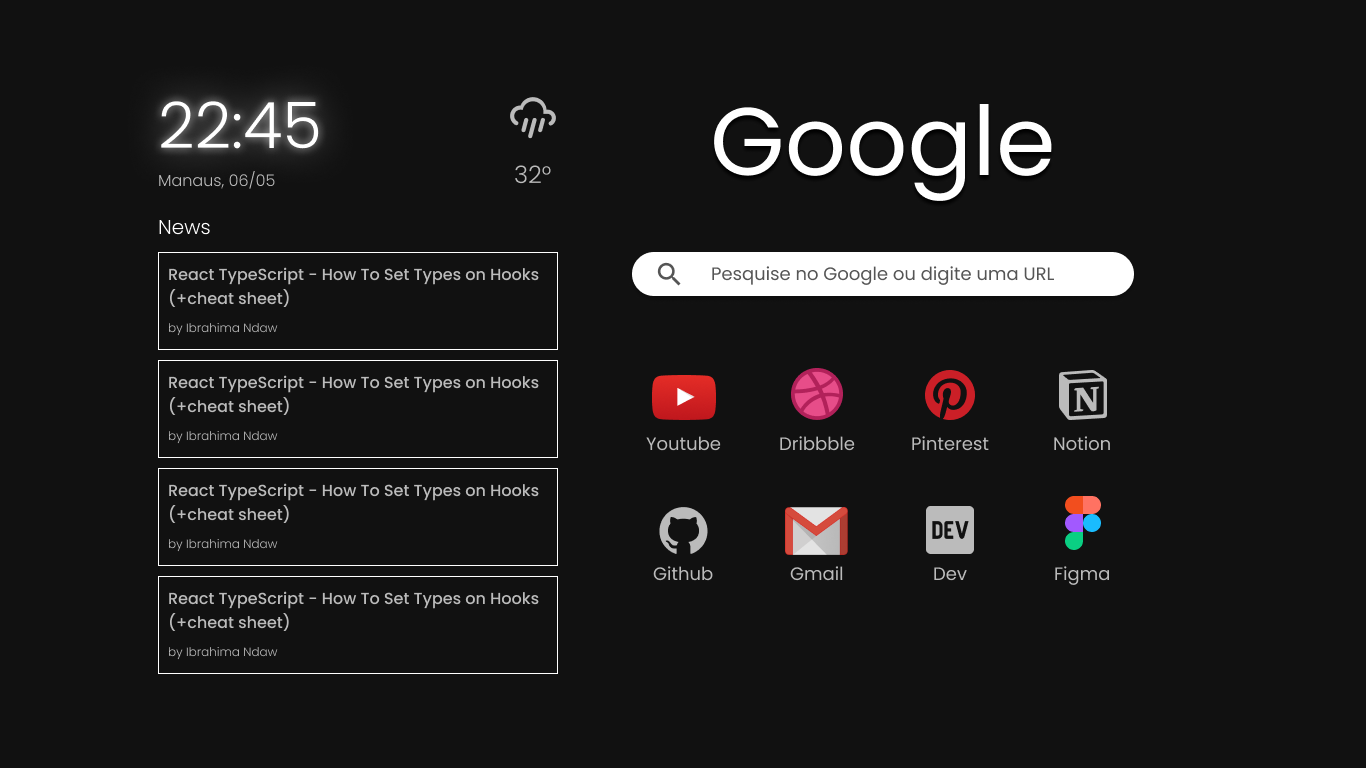 22:45
32º
Manaus, 06/05
News
React TypeScript - How To Set Types on Hooks
(+cheat sheet)
by Ibrahima Ndaw
React TypeScript - How To Set Types on Hooks
(+cheat sheet)
by Ibrahima Ndaw
React TypeScript - How To Set Types on Hooks
(+cheat sheet)
by Ibrahima Ndaw
React TypeScript - How To Set Types on Hooks
(+cheat sheet)
by Ibrahima Ndaw
Google
Pesquise no Google ou digite uma URL
N
Youtube Dribbble Pinterest Notion
DEV
Github Gmail Dev Figma